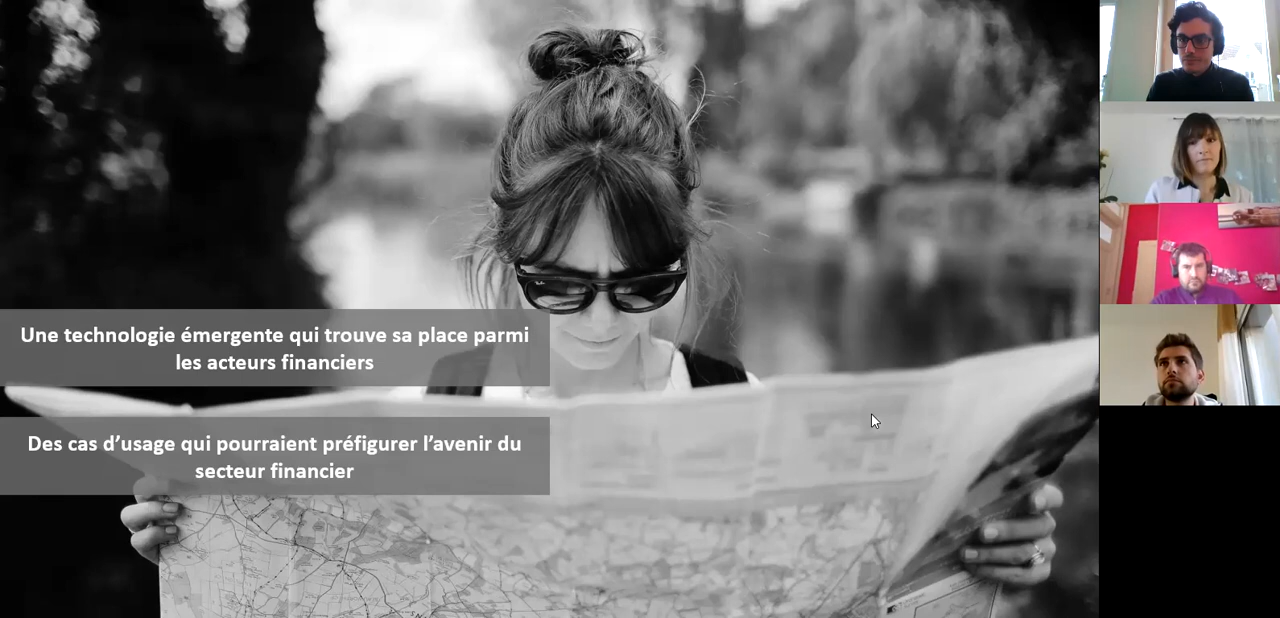 Une technologie émergente qui trouve sa place parmi
les acteurs financiers
Des cas d’usage qui pourraient préfigurer l’avenir du
secteur financier